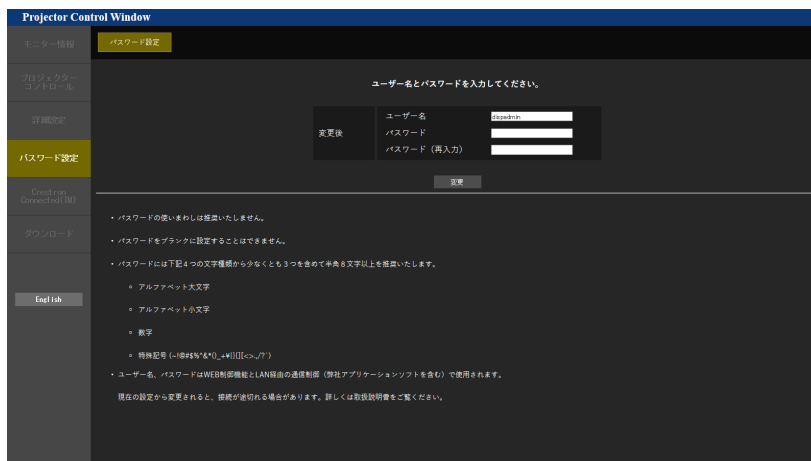 Projector Control Window
モニター情報
パスワード設定
プロジェクター
コントロール
詳細設定
パスワード設定
Crestron
Connected(TM)
ダウンロード
English
ユーザー名とパスワードを入力してください。
変更後
ユーザー名
dispadmin
パスワード
パスワード（再入力）
変更
・パスワードの使いまわしは推奨いたしません。
・パスワードをブランクに設定することはできません。
・パスワードには下記４つの文字種類から少なくとも３つを含めて半角８文字以上を推奨いたします。
◦ アルファベット大文字
◦ アルファベット小文字
◦ 数字
◦ 特殊記号 (~!@#$%^&*()_+¥|}{][<>.,/?`)
・ユーザー名、パスワードはWEB制御機能とLAN経由の通信制御（弊社アプリケーションソフトを含む）で使用されます。
現在の設定から変更されると、接続が途切れる場合があります。詳しくは取扱説明書をご覧ください。